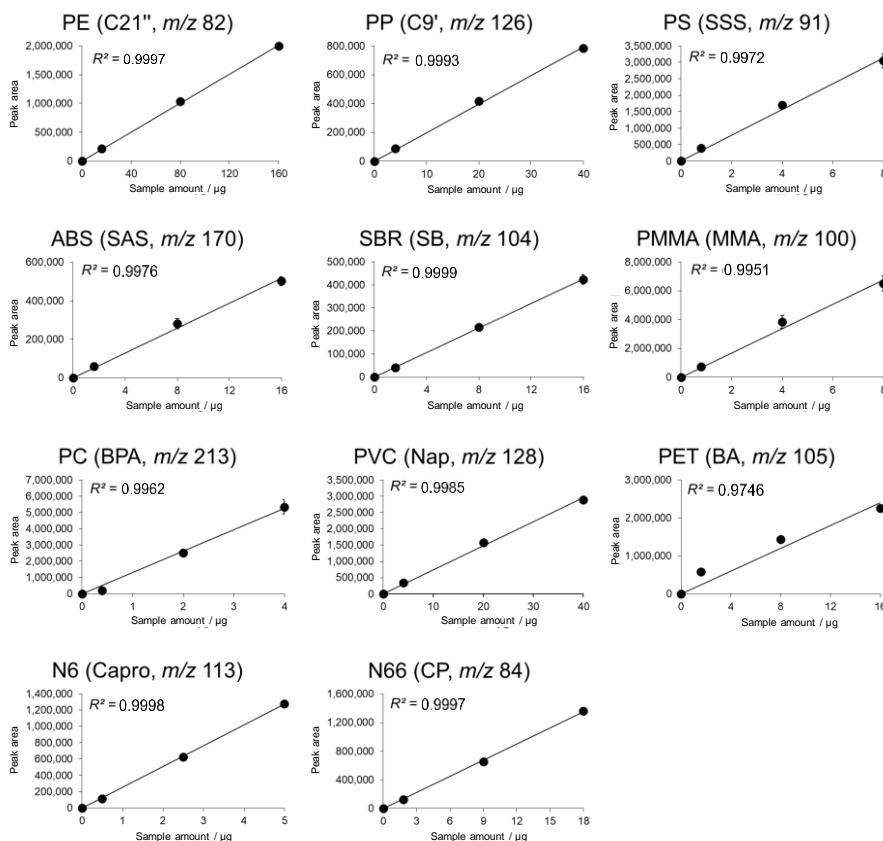 PE (C21", m/z 82)
R² = 0.9997
Peak area
2,000,000
1,500,000
1,000,000
500,000
0
0 80 160
Sample amount / µg
PP (C9', m/z 126)
R² = 0.9993
Peak area
800,000
600,000
400,000
200,000
0
0 20 40
Sample amount / µg
PS (SSS, m/z 91)
R² = 0.9972
Peak area
3,500,000
3,000,000
2,500,000
2,000,000
1,500,000
1,000,000
500,000
0
0 2 4 6 8
Sample amount / µg
ABS (SAS, m/z 170)
R² = 0.9976
Peak area
600,000
400,000
200,000
0
0 4 8 12 16
Sample amount / µg
SBR (SB, m/z 104)
R² = 0.9999
Peak area
500,000
400,000
300,000
200,000
100,000
0
0 4 8 12 16
Sample amount / µg
PMMA (MMA, m/z 100)
R² = 0.9951
Peak area
8,000,000
6,000,000
4,000,000
2,000,000
0
0 2 4 6 8
Sample amount / µg
PC (BPA, m/z 213)
R² = 0.9962
Peak area
7,000,000
6,000,000
5,000,000
4,000,000
3,000,000
2,000,000
1,000,000
0
0 1 2 3 4
Sample amount / µg
PVC (Nap, m/z 128)
R² = 0.9985
Peak area
3,500,000
3,000,000
2,500,000
2,000,000
1,500,000
1,000,000
500,000
0
0 10 20 30 40
Sample amount / µg
PET (BA, m/z 105)
R² = 0.9746
Peak area
3,000,000
2,000,000
1,000,000
0
0 4 8 12 16
Sample amount / µg
N6 (Capro, m/z 113)
R² = 0.9998
Peak area
1,400,000
1,200,000
1,000,000
800,000
600,000
400,000
200,000
0
0 1 2 3 4 5
Sample amount / µg
N66 (CP, m/z 84)
R² = 0.9997
Peak area
1,600,000
1,200,000
800,000
400,000
0
0 3 6 9 12 15 18
Sample amount / µg